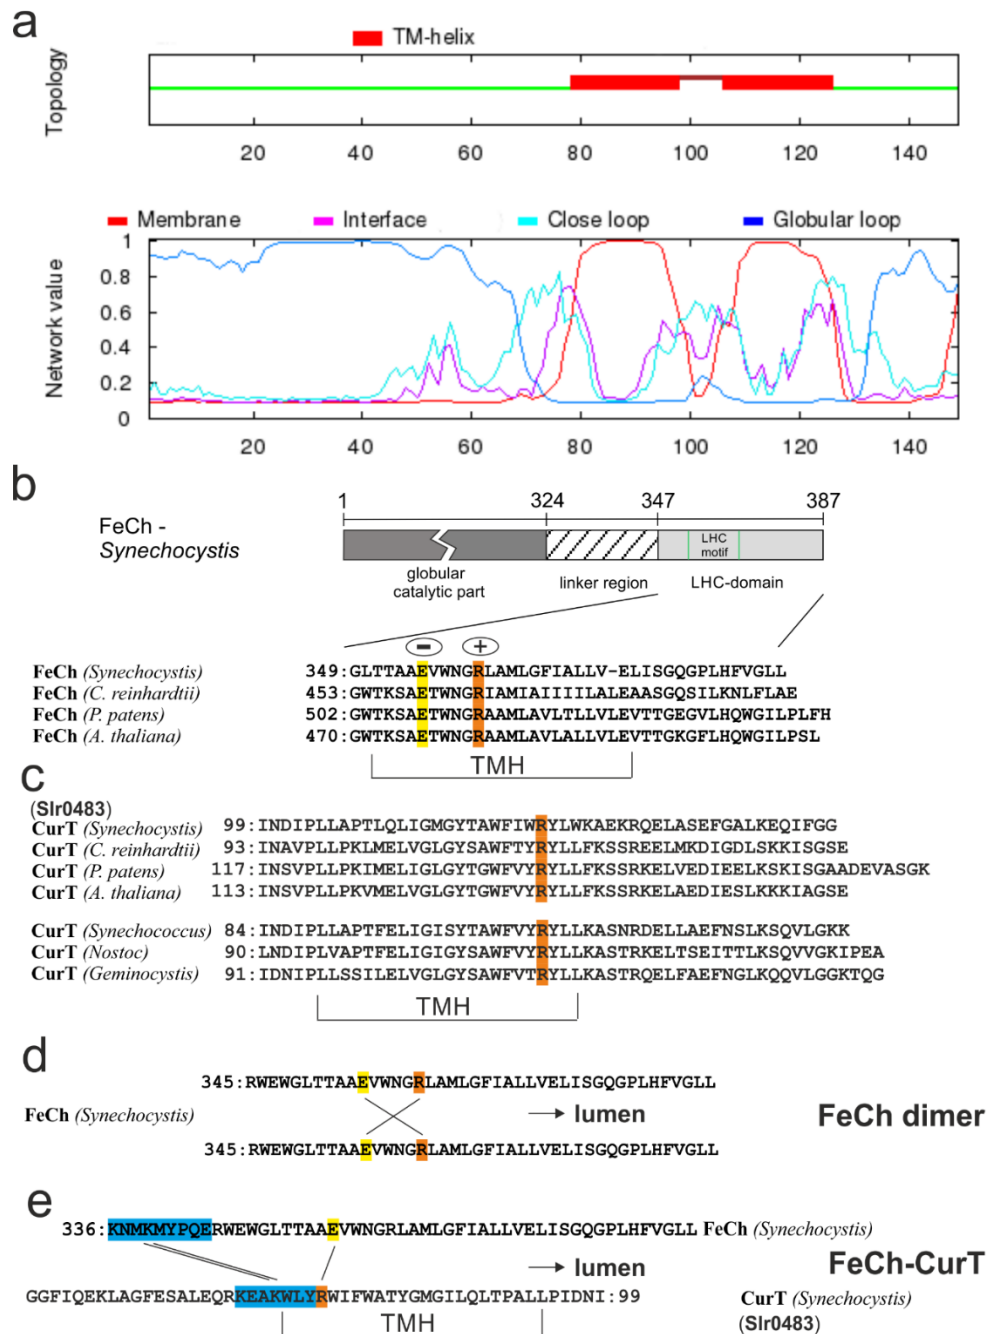 a
TM-helix
Topology
20 40 60 80 100 120 140
Membrane Interface Close loop Globular loop
Network value
1
0.8
0.6
0.4
0.2
0
20 40 60 80 100 120 140
b
1 324 347 387
FeCh - Synechocystis
LHC motif
globular catalytic part
linker region
LHC-domain
− +
FeCh (Synechocystis) 349:GLTTAAEVWNGRLAMLGFIALLV-ELISGQGPLHFVGLL
FeCh (C. reinhardtii) 453:GWTKSAETWNGRIAMIAIIIILALEAASGQSILKNLFLAE
FeCh (P. patens) 502:GWTKSAETWNGRAAMLAVLTLLVLEVTTGEGVLHQWGILPLFH
FeCh (A. thaliana) 470:GWTKSAETWNGRAAMLAVLALLVLEVTTGKGFLHQWGILPSL
TMH
c
(Slr0483)
CurT (Synechocystis) 99:INDIPLLAPTLQLIGMGYTAWFIWRYLWKAEKRQELASEFGALKEQIFGG
CurT (C. reinhardtii) 93:INAVPLLPKLMELVGLGYSAWFTYRYLLFKSSREELMKDIGDLSKKISGSE
CurT (P. patens) 117:INSVPLLPKIMELIGLGYTGWFVYRYLLFKSSRKELVEDIEELKSKISGAADEVASGK
CurT (A. thaliana) 113:INSVPLLPKVMELVGLGYTGWFVYRYLLFKSSRKELAEDIESLKKKIAGSE
CurT (Synechococcus) 84:INDIPLLAPTFELIGIGYSTWFVYRYLLKASNRDELLAEFNSLKSQVLGKK
CurT (Nostoc) 90:LNDIPLVAPTFELIGIGYSAWFVYRYLLKASTRKELTSEITTLKSQVVGKIPEA
CurT (Geminocystis) 91:IDNIPLLSSILELVGLGYSAWFVTRYLLKASTRQELFAEFNGLKQQVLGGKTQG
TMH
d
345:RWEWGLTTAAEVWNGRLAMLGFIALLVELISGQGPLHFVGLL
FeCh (Synechocystis) lumen FeCh dimer
345:RWEWGLTTAAEVWNGRLAMLGFIALLVELISGQGPLHFVGLL
e
336:KNMKMYPQERWEWGLTTAAEVWNGRLAMLGFIALLVELISGQGPLHFVGLL FeCh (Synechocystis)
lumen FeCh-CurT
GGFIQEKLAGFESALEQRKEAKWLYRWIFWATYGMGILQLTPALLPIDNI:99 CurT (Synechocystis)
TMH (Slr0483)